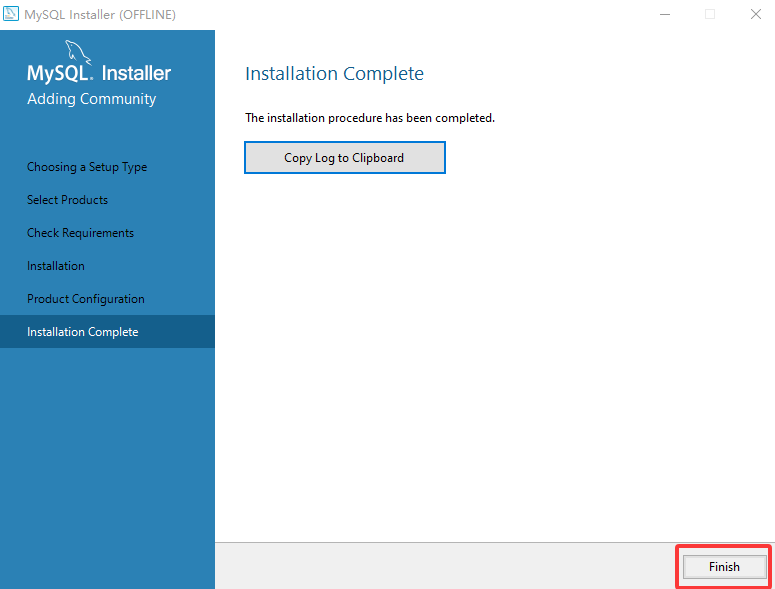 MySQL Installer (OFFLINE)
MySQL. Installer
Adding Community
Choosing a Setup Type
Select Products
Check Requirements
Installation
Product Configuration
Installation Complete
Installation Complete
The installation procedure has been completed.
Copy Log to Clipboard
Finish